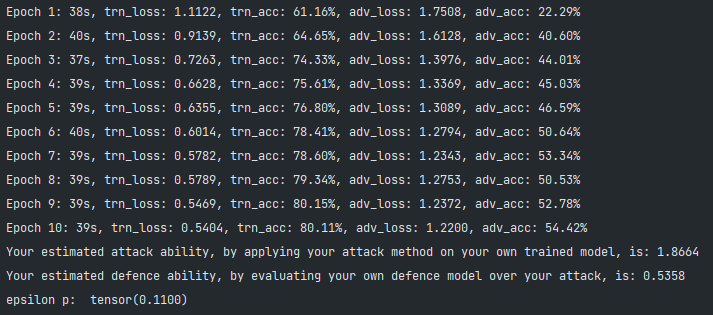 Epoch 1: 38s, trn_loss: 1.1122, trn_acc: 61.16%, adv_loss: 1.7508, adv_acc: 22.29%
Epoch 2: 40s, trn_loss: 0.9139, trn_acc: 64.65%, adv_loss: 1.6128, adv_acc: 40.60%
Epoch 3: 37s, trn_loss: 0.7263, trn_acc: 74.33%, adv_loss: 1.3976, adv_acc: 44.01%
Epoch 4: 39s, trn_loss: 0.6628, trn_acc: 75.61%, adv_loss: 1.3369, adv_acc: 45.03%
Epoch 5: 39s, trn_loss: 0.6355, trn_acc: 76.80%, adv_loss: 1.3089, adv_acc: 46.59%
Epoch 6: 40s, trn_loss: 0.6014, trn_acc: 78.41%, adv_loss: 1.2794, adv_acc: 50.64%
Epoch 7: 39s, trn_loss: 0.5782, trn_acc: 78.60%, adv_loss: 1.2343, adv_acc: 53.34%
Epoch 8: 39s, trn_loss: 0.5789, trn_acc: 79.34%, adv_loss: 1.2753, adv_acc: 50.53%
Epoch 9: 39s, trn_loss: 0.5469, trn_acc: 80.15%, adv_loss: 1.2372, adv_acc: 52.78%
Epoch 10: 39s, trn_loss: 0.5404, trn_acc: 80.11%, adv_loss: 1.2200, adv_acc: 54.42%
Your estimated attack ability, by applying your attack method on your own trained model, is: 1.8664
Your estimated defence ability, by evaluating your own defence model over your attack, is: 0.5358
epsilon p:  tensor(0.1100)